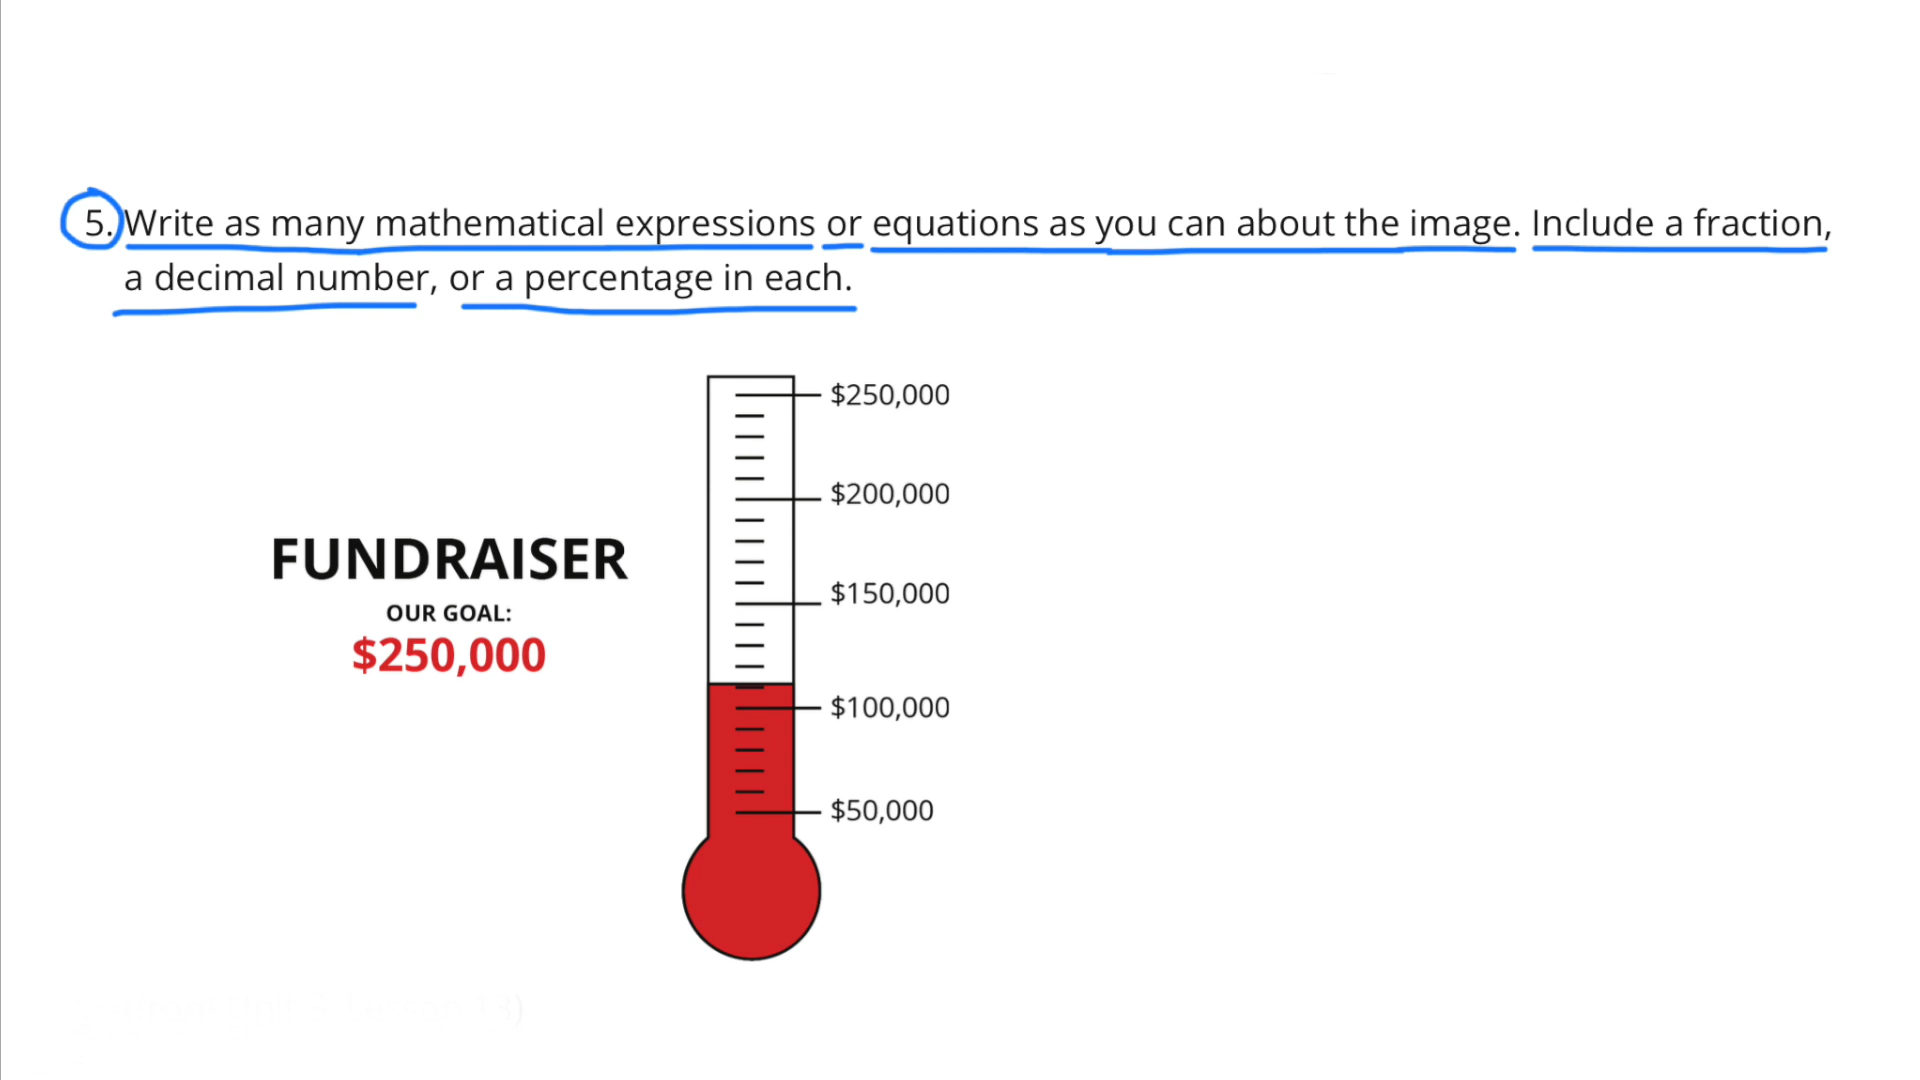 5. Write as many mathematical expressions or equations as you can about the image. Include a fraction,
a decimal number, or a percentage in each.
$250,000
$200,000
FUNDRAISER
OUR GOAL:
$250,000
$150,000
$100,000
$50,000